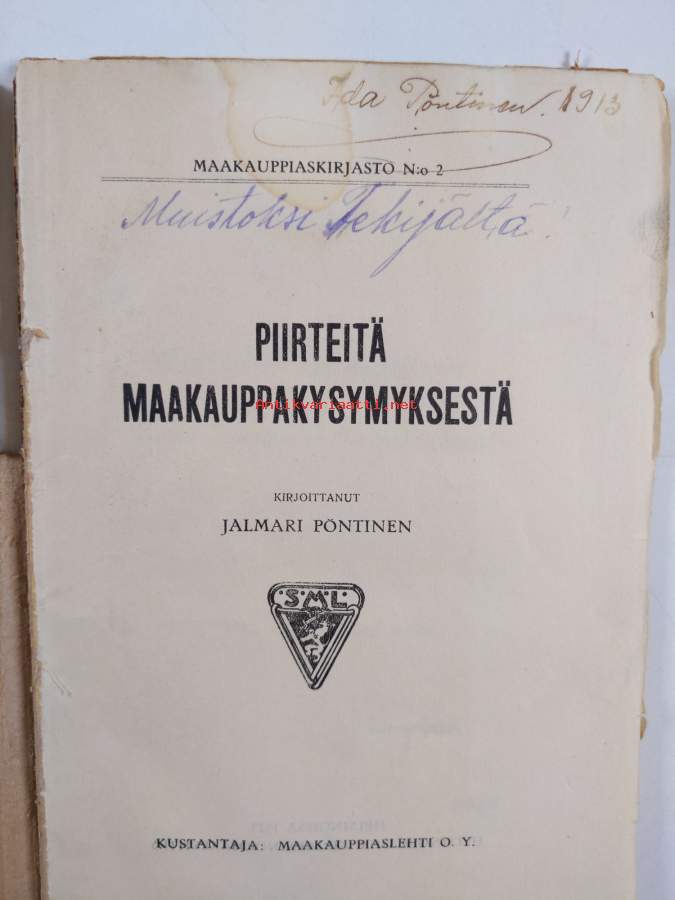 Ida Pöntinen. 1913
MAAKAUPPIASKIRJASTO N:o 2
Muistoksi Tekijältä!
PIIRTEITÄ
MAAKAUPPAKYSYMYKSESTÄ
Antikvariaatti.net
KIRJOITTANUT
JALMARI PÖNTINEN
S.M.L.
KUSTANTAJA: MAAKAUPPIASLEHTI O. Y.